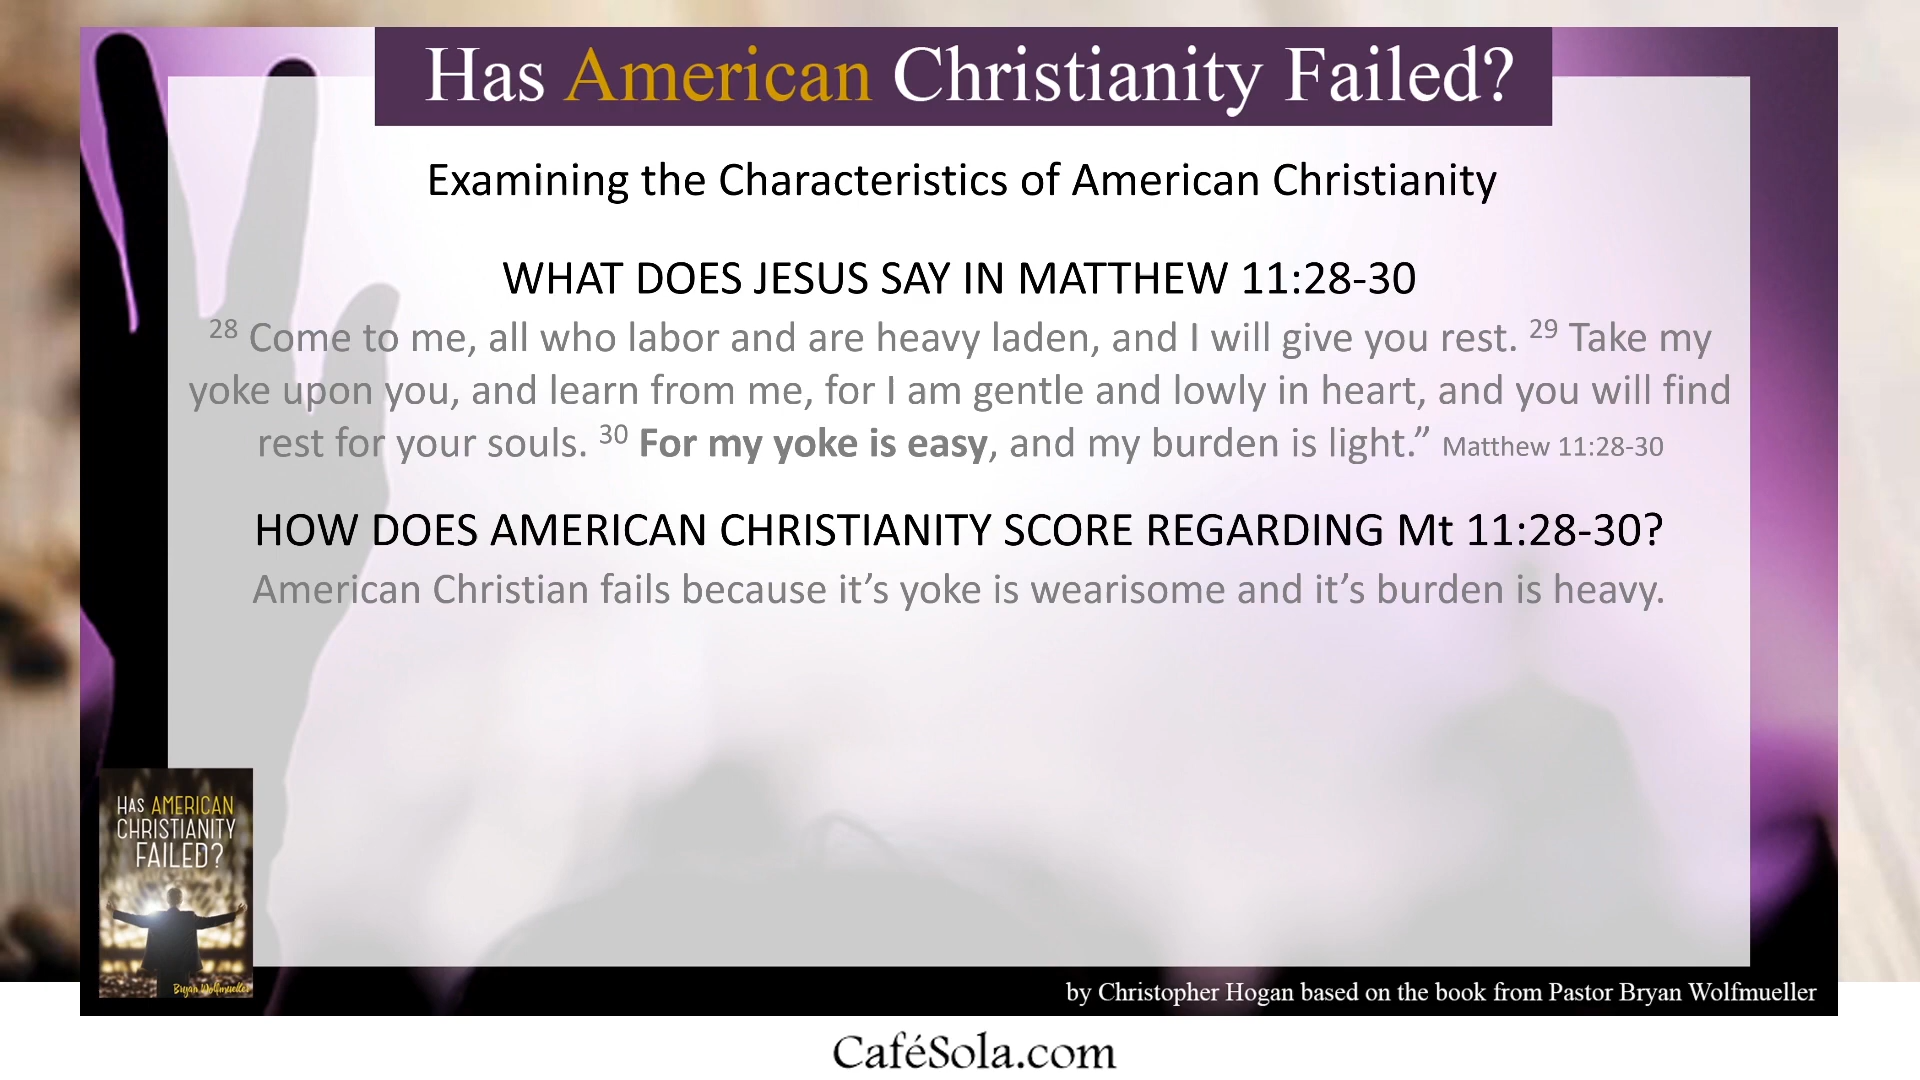 Has American Christianity Failed?
Examining the Characteristics of American Christianity
WHAT DOES JESUS SAY IN MATTHEW 11:28-30
28 Come to me, all who labor and are heavy laden, and I will give you rest. 29 Take my
yoke upon you, and learn from me, for I am gentle and lowly in heart, and you will find
rest for your souls. 30 For my yoke is easy, and my burden is light.” Matthew 11:28-30
HOW DOES AMERICAN CHRISTIANITY SCORE REGARDING Mt 11:28-30?
American Christian fails because it’s yoke is wearisome and it’s burden is heavy.
HAS AMERICAN
CHRISTIANITY
FAILED?
Bryan Wolfmueller
by Christopher Hogan based on the book from Pastor Bryan Wolfmueller
CaféSola.com